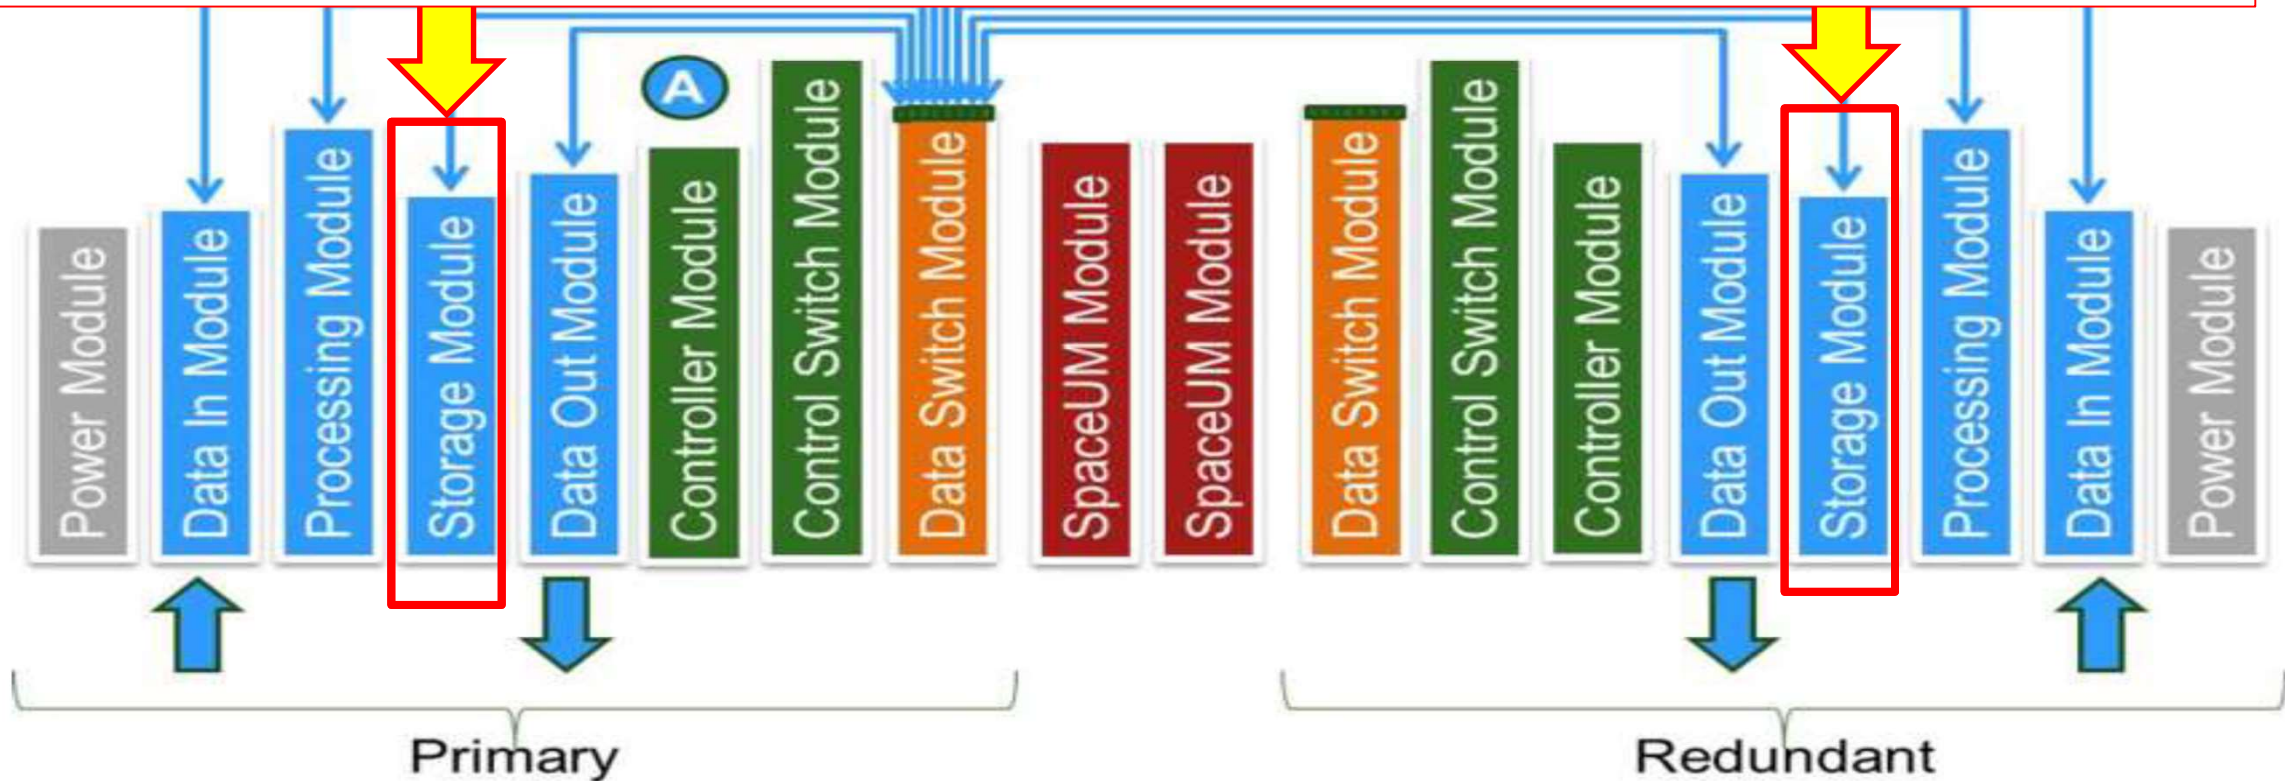 A
Power Module
Data In Module
Processing Module
Storage Module
Data Out Module
Controller Module
Control Switch Module
Data Switch Module
SpaceUM Module
SpaceUM Module
Data Switch Module
Control Switch Module
Controller Module
Data Out Module
Storage Module
Processing Module
Data In Module
Power Module
Primary
Redundant